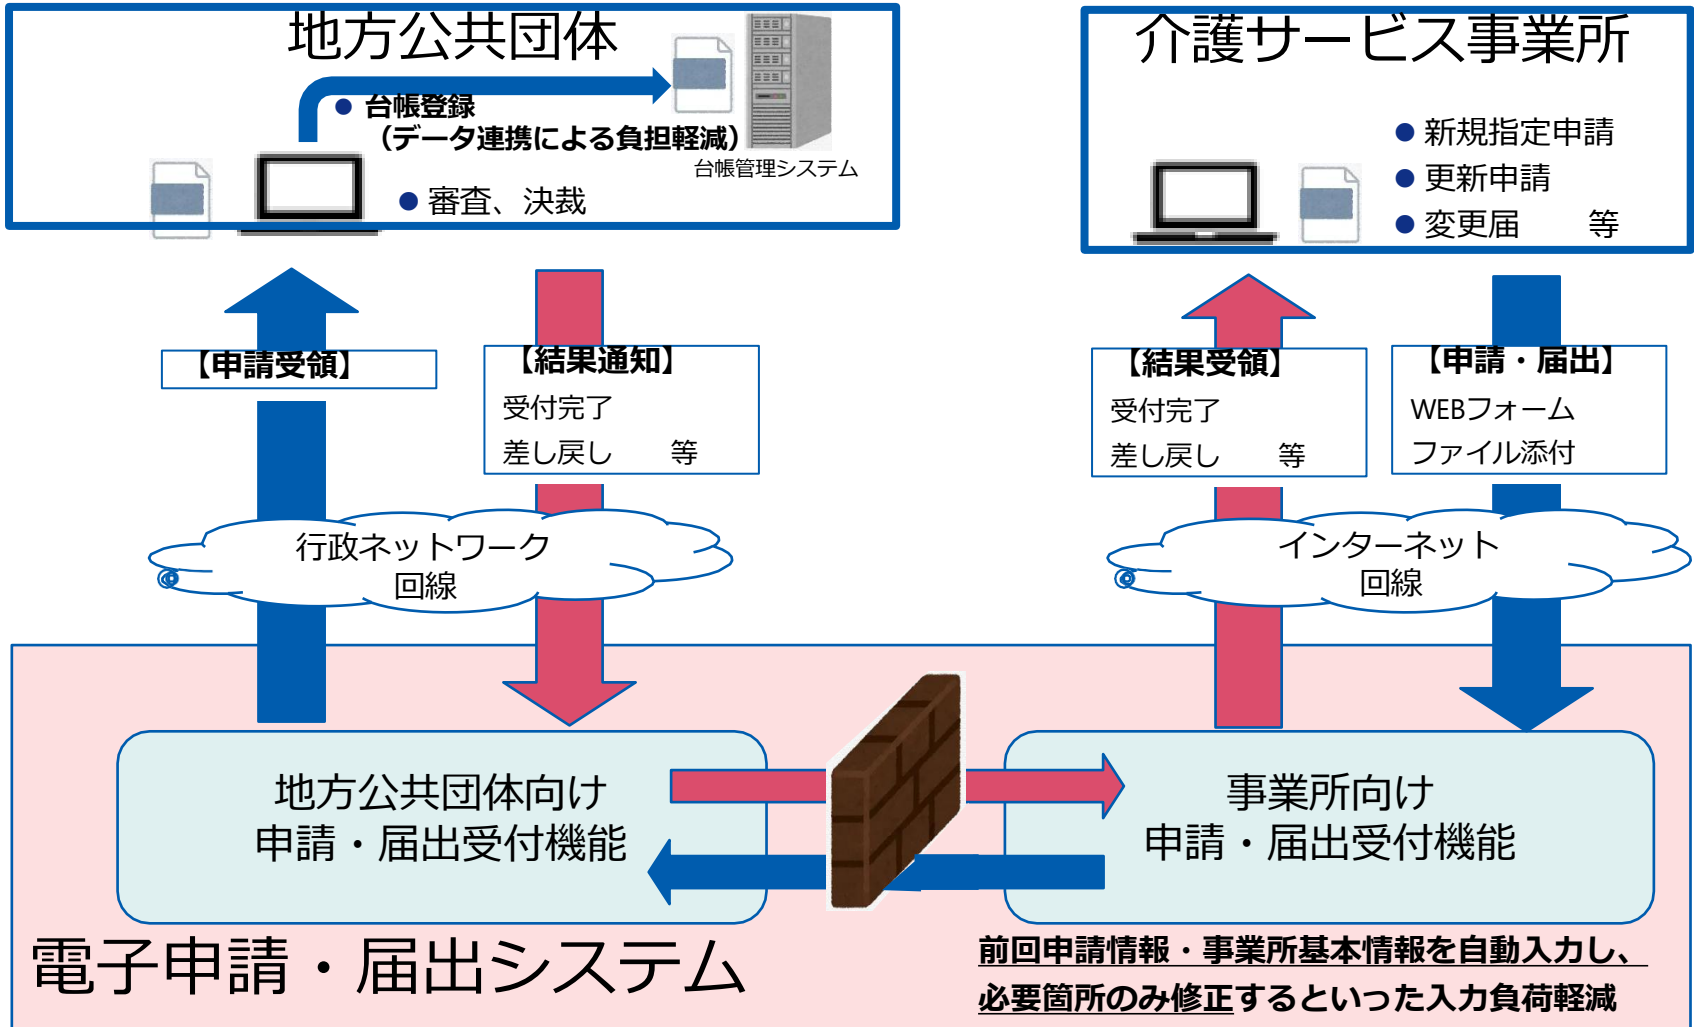 地方公共団体
● 台帳登録
（データ連携による負担軽減）
台帳管理システム
● 審査、決裁
介護サービス事業所
● 新規指定申請
● 更新申請
● 変更届　　等
【申請受領】
【結果通知】
受付完了
差し戻し　　等
【結果受領】
受付完了
差し戻し　　等
【申請・届出】
WEBフォーム
ファイル添付
行政ネットワーク
回線
インターネット
回線
地方公共団体向け
申請・届出受付機能
事業所向け
申請・届出受付機能
電子申請・届出システム
前回申請情報・事業所基本情報を自動入力し、
必要箇所のみ修正するといった入力負荷軽減